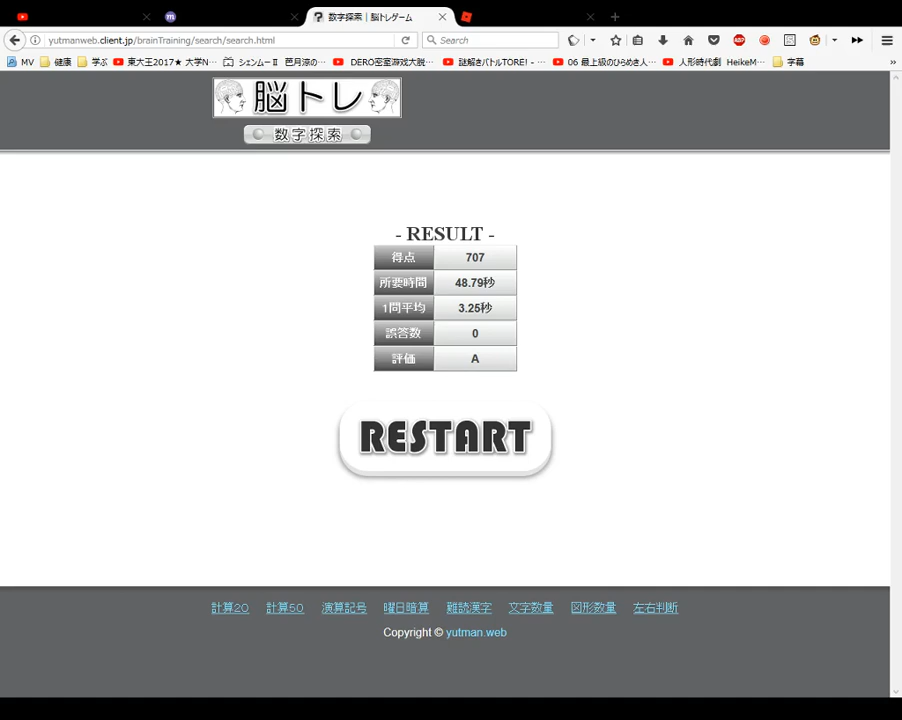 数字探索｜脳トレゲーム
yutmanweb.client.jp/brainTraining/search/search.html
Search
MV 健康 学ぶ 東大王2017★ 大学N… シェンムーⅡ 芭月涼の… DERO密室游戏大脱… 謎解きバトルTORE! - … 06 最上級のひらめき人… 人形時代劇 HeikeM… 字幕
脳トレ
数字探索
- RESULT -
得点 707
所要時間 48.79秒
1問平均 3.25秒
誤答数 0
評価 A
RESTART
計算20 計算50 演算記号 曜日暗算 難読漢字 文字数量 図形数量 左右判断
Copyright © yutman.web